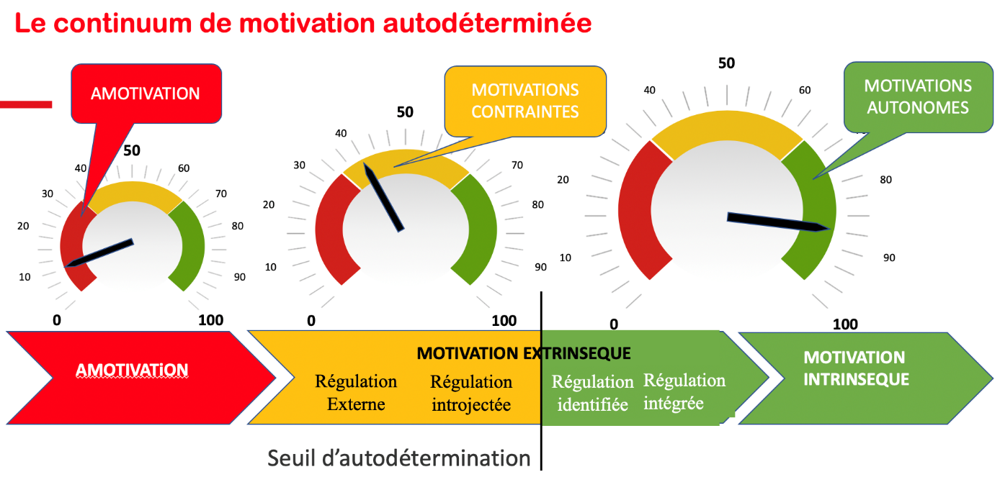 Le continuum de motivation autodéterminée
AMOTIVATION
50
40
60
30
70
20
80
10
90
0
100
MOTIVATIONS
CONTRAINTES
50
40
30
70
20
80
10
90
0
100
MOTIVATIONS
AUTONOMES
50
40
60
20
80
10
90
0
100
AMOTIVATiON
MOTIVATION EXTRINSEQUE
Régulation
Externe
Régulation
introjectée
Régulation
identifiée
Régulation
intégrée
MOTIVATION
INTRINSEQUE
Seuil d’autodétermination